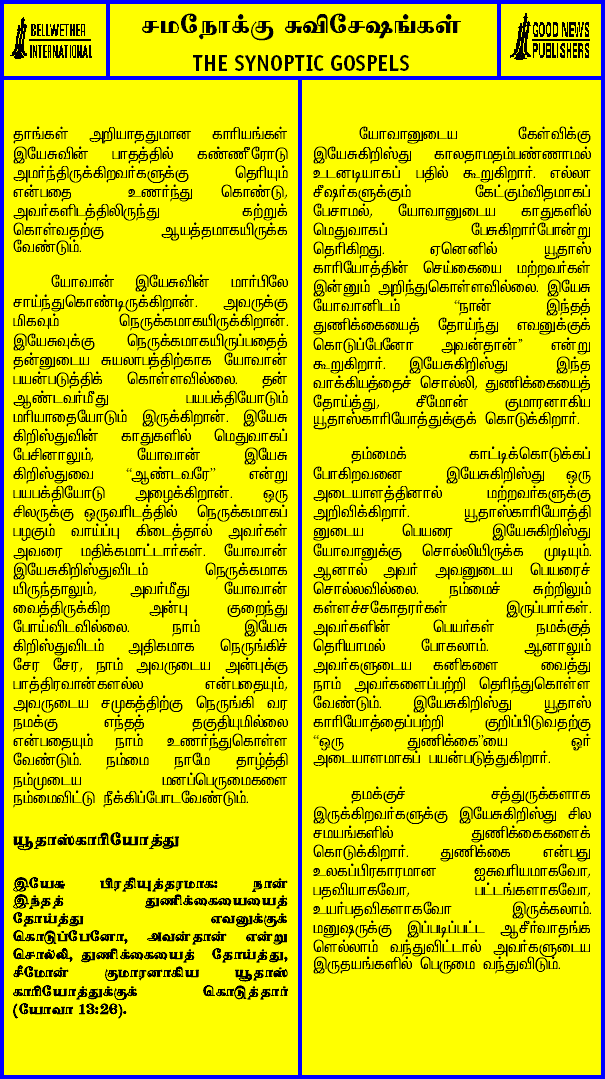 BELLWETHER
INTERNATIONAL
சமநோக்கு சுவிசேஷங்கள்
THE SYNOPTIC GOSPELS
GOOD NEWS
PUBLISHERS
தாங்கள் அறியாததுமான காரியங்கள்
இயேசுவின் பாதத்தில் கண்ணீரோடு
அமர்ந்திருக்கிறவர்களுக்கு தெரியும்
என்பதை உணர்ந்து கொண்டு,
அவர்களிடத்திலிருந்து கற்றுக்
கொள்வதற்கு ஆயத்தமாகயிருக்க
வேண்டும்.
யோவான் இயேசுவின் மார்பிலே
சாய்ந்துகொண்டிருக்கிறான். அவருக்கு
மிகவும் நெருக்கமாகயிருக்கிறான்.
இயேசுவுக்கு நெருக்கமாகயிருப்பதைத்
தன்னுடைய சுயலாபத்திற்காக யோவான்
பயன்படுத்திக் கொள்ளவில்லை. தன்
ஆண்டவர்மீது பயபக்தியோடும்
மரியாதையோடும் இருக்கிறான். இயேசு
கிறிஸ்துவின் காதுகளில் மெதுவாகப்
பேசினாலும், யோவான் இயேசு
கிறிஸ்துவை “ஆண்டவரே” என்று
பயபக்தியோடு அழைக்கிறான். ஒரு
சிலருக்கு ஒருவரிடத்தில் நெருக்கமாகப்
பழகும் வாய்ப்பு கிடைத்தால் அவர்கள்
அவரை மதிக்கமாட்டார்கள். யோவான்
இயேசுகிறிஸ்துவிடம் நெருக்கமாக
யிருந்தாலும், அவர்மீது யோவான்
வைத்திருக்கிற அன்பு குறைந்து
போய்விடவில்லை. நாம் இயேசு
கிறிஸ்துவிடம் அதிகமாக நெருங்கிச்
சேர சேர, நாம் அவருடைய அன்புக்கு
பாத்திரவான்களல்ல என்பதையும்,
அவருடைய சமுகத்திற்கு நெருங்கி வர
நமக்கு எந்தத் தகுதியுமில்லை
என்பதையும் நாம் உணர்ந்துகொள்ள
வேண்டும். நம்மை நாமே தாழ்த்தி
நம்முடைய மனப்பெருமைகளை
நம்மைவிட்டு நீக்கிப்போடவேண்டும்.
யூதாஸ்காரியோத்து
இயேசு பிரதியுத்தரமாக: நான்
இந்தத் துணிக்கையையைத்
தோய்த்து எவனுக்குக்
கொடுப்பேனோ, அவன்தான் என்று
சொல்லி, துணிக்கையைத் தோய்த்து,
சீமோன் குமாரனாகிய யூதாஸ்
காரியோத்துக்குக் கொடுத்தார்
(யோவா 13:26).
யோவானுடைய கேள்விக்கு
இயேசுகிறிஸ்து காலதாமதம்பண்ணாமல்
உடனடியாகப் பதில் கூறுகிறார். எல்லா
சீஷர்களுக்கும் கேட்கும்விதமாகப்
பேசாமல், யோவானுடைய காதுகளில்
மெதுவாகப் பேசுகிறார்போன்று
தெரிகிறது. ஏனெனில் யூதாஸ்
காரியோத்தின் செய்கையை மற்றவர்கள்
இன்னும் அறிந்துகொள்ளவில்லை. இயேசு
யோவானிடம் “நான் இந்தத்
துணிக்கையைத் தோய்ந்து எவனுக்குக்
கொடுப்பேனோ அவன்தான்” என்று
கூறுகிறார். இயேசுகிறிஸ்து இந்த
வாக்கியத்தைச் சொல்லி, துணிக்கையைத்
தோய்த்து, சீமோன் குமாரனாகிய
யூதாஸ்காரியோத்துக்குக் கொடுக்கிறார்.
தம்மைக் காட்டிக்கொடுக்கப்
போகிறவனை இயேசுகிறிஸ்து ஒரு
அடையாளத்தினால் மற்றவர்களுக்கு
அறிவிக்கிறார். யூதாஸ்காரியோத்தி
னுடைய பெயரை இயேசுகிறிஸ்து
யோவானுக்கு சொல்லியிருக்க முடியும்.
ஆனால் அவர் அவனுடைய பெயரைச்
சொல்லவில்லை. நம்மைச் சுற்றிலும்
கள்ளச்சகோதரர்கள் இருப்பார்கள்.
அவர்களின் பெயர்கள் நமக்குத்
தெரியாமல் போகலாம். ஆனாலும்
அவர்களுடைய கனிகளை வைத்து
நாம் அவர்களைப்பற்றி தெரிந்துகொள்ள
வேண்டும். இயேசுகிறிஸ்து யூதாஸ்
காரியோத்தைப்பற்றி குறிப்பிடுவதற்கு
“ஒரு துணிக்கை”யை ஓர்
அடையாளமாகப் பயன்படுத்துகிறார்.
தமக்குச் சத்துருக்களாக
இருக்கிறவர்களுக்கு இயேசுகிறிஸ்து சில
சமயங்களில் துணிக்கைகளைக்
கொடுக்கிறார். துணிக்கை என்பது
உலகப்பிரகாரமான ஐசுவரியமாகவோ,
பதவியாகவோ, பட்டங்களாகவோ,
உயர்பதவிகளாகவோ இருக்கலாம்.
மனுஷருக்கு இப்படிப்பட்ட ஆசீர்வாதங்க
ளெல்லாம் வந்துவிட்டால் அவர்களுடைய
இருதயங்களில் பெருமை வந்துவிடும்.